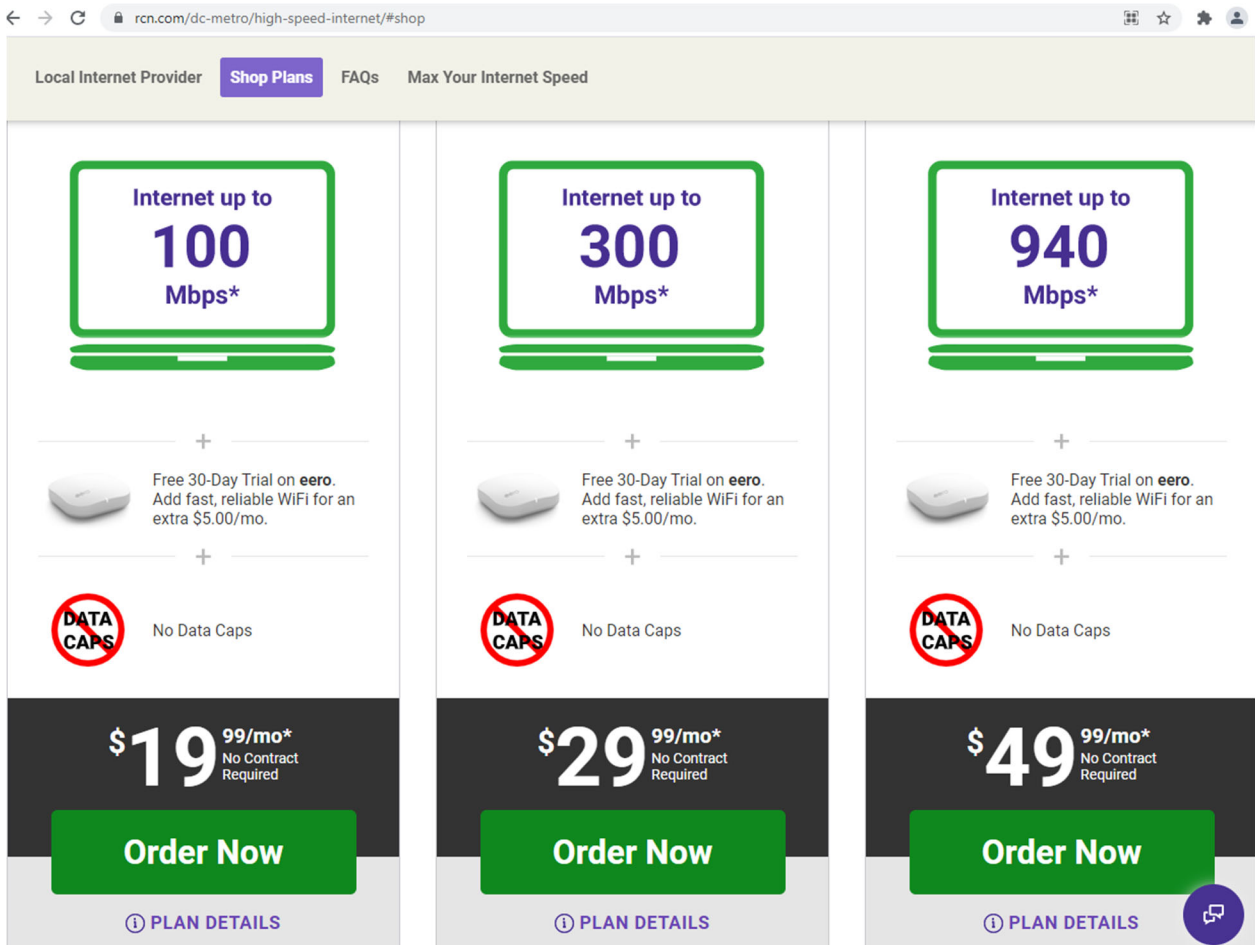 rcn.com/dc-metro/high-speed-internet/#shop
Local Internet Provider Shop Plans FAQs Max Your Internet Speed
Internet up to
100
Mbps*
Free 30-Day Trial on eero.
Add fast, reliable WiFi for an
extra $5.00/mo.
DATA
CAPS
No Data Caps
$19 99/mo*
No Contract
Required
Order Now
PLAN DETAILS
Internet up to
300
Mbps*
Free 30-Day Trial on eero.
Add fast, reliable WiFi for an
extra $5.00/mo.
DATA
CAPS
No Data Caps
$29 99/mo*
No Contract
Required
Order Now
PLAN DETAILS
Internet up to
940
Mbps*
Free 30-Day Trial on eero.
Add fast, reliable WiFi for an
extra $5.00/mo.
DATA
CAPS
No Data Caps
$49 99/mo*
No Contract
Required
Order Now
PLAN DETAILS